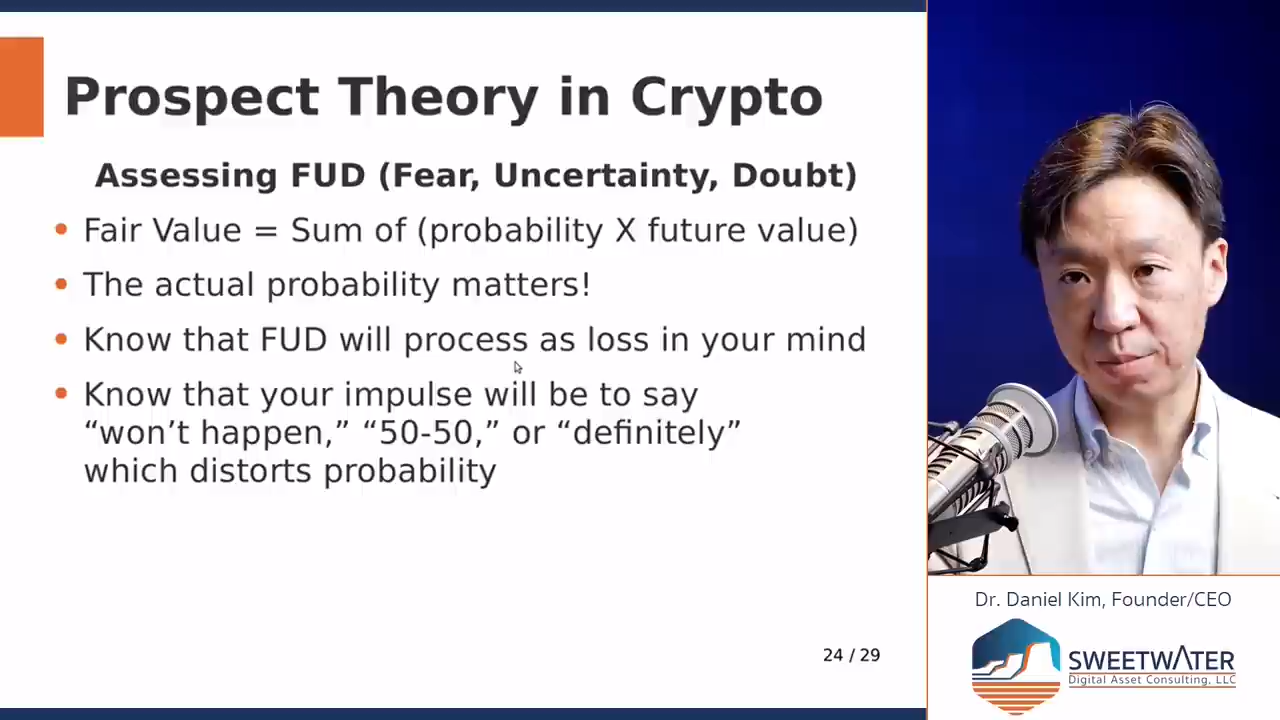 Prospect Theory in Crypto
Assessing FUD (Fear, Uncertainty, Doubt)
• Fair Value = Sum of (probability X future value)
• The actual probability matters!
• Know that FUD will process as loss in your mind
• Know that your impulse will be to say
“won’t happen,” “50-50,” or “definitely”
which distorts probability
24 / 29
Dr. Daniel Kim, Founder/CEO
SWEETWATER
Digital Asset Consulting, LLC